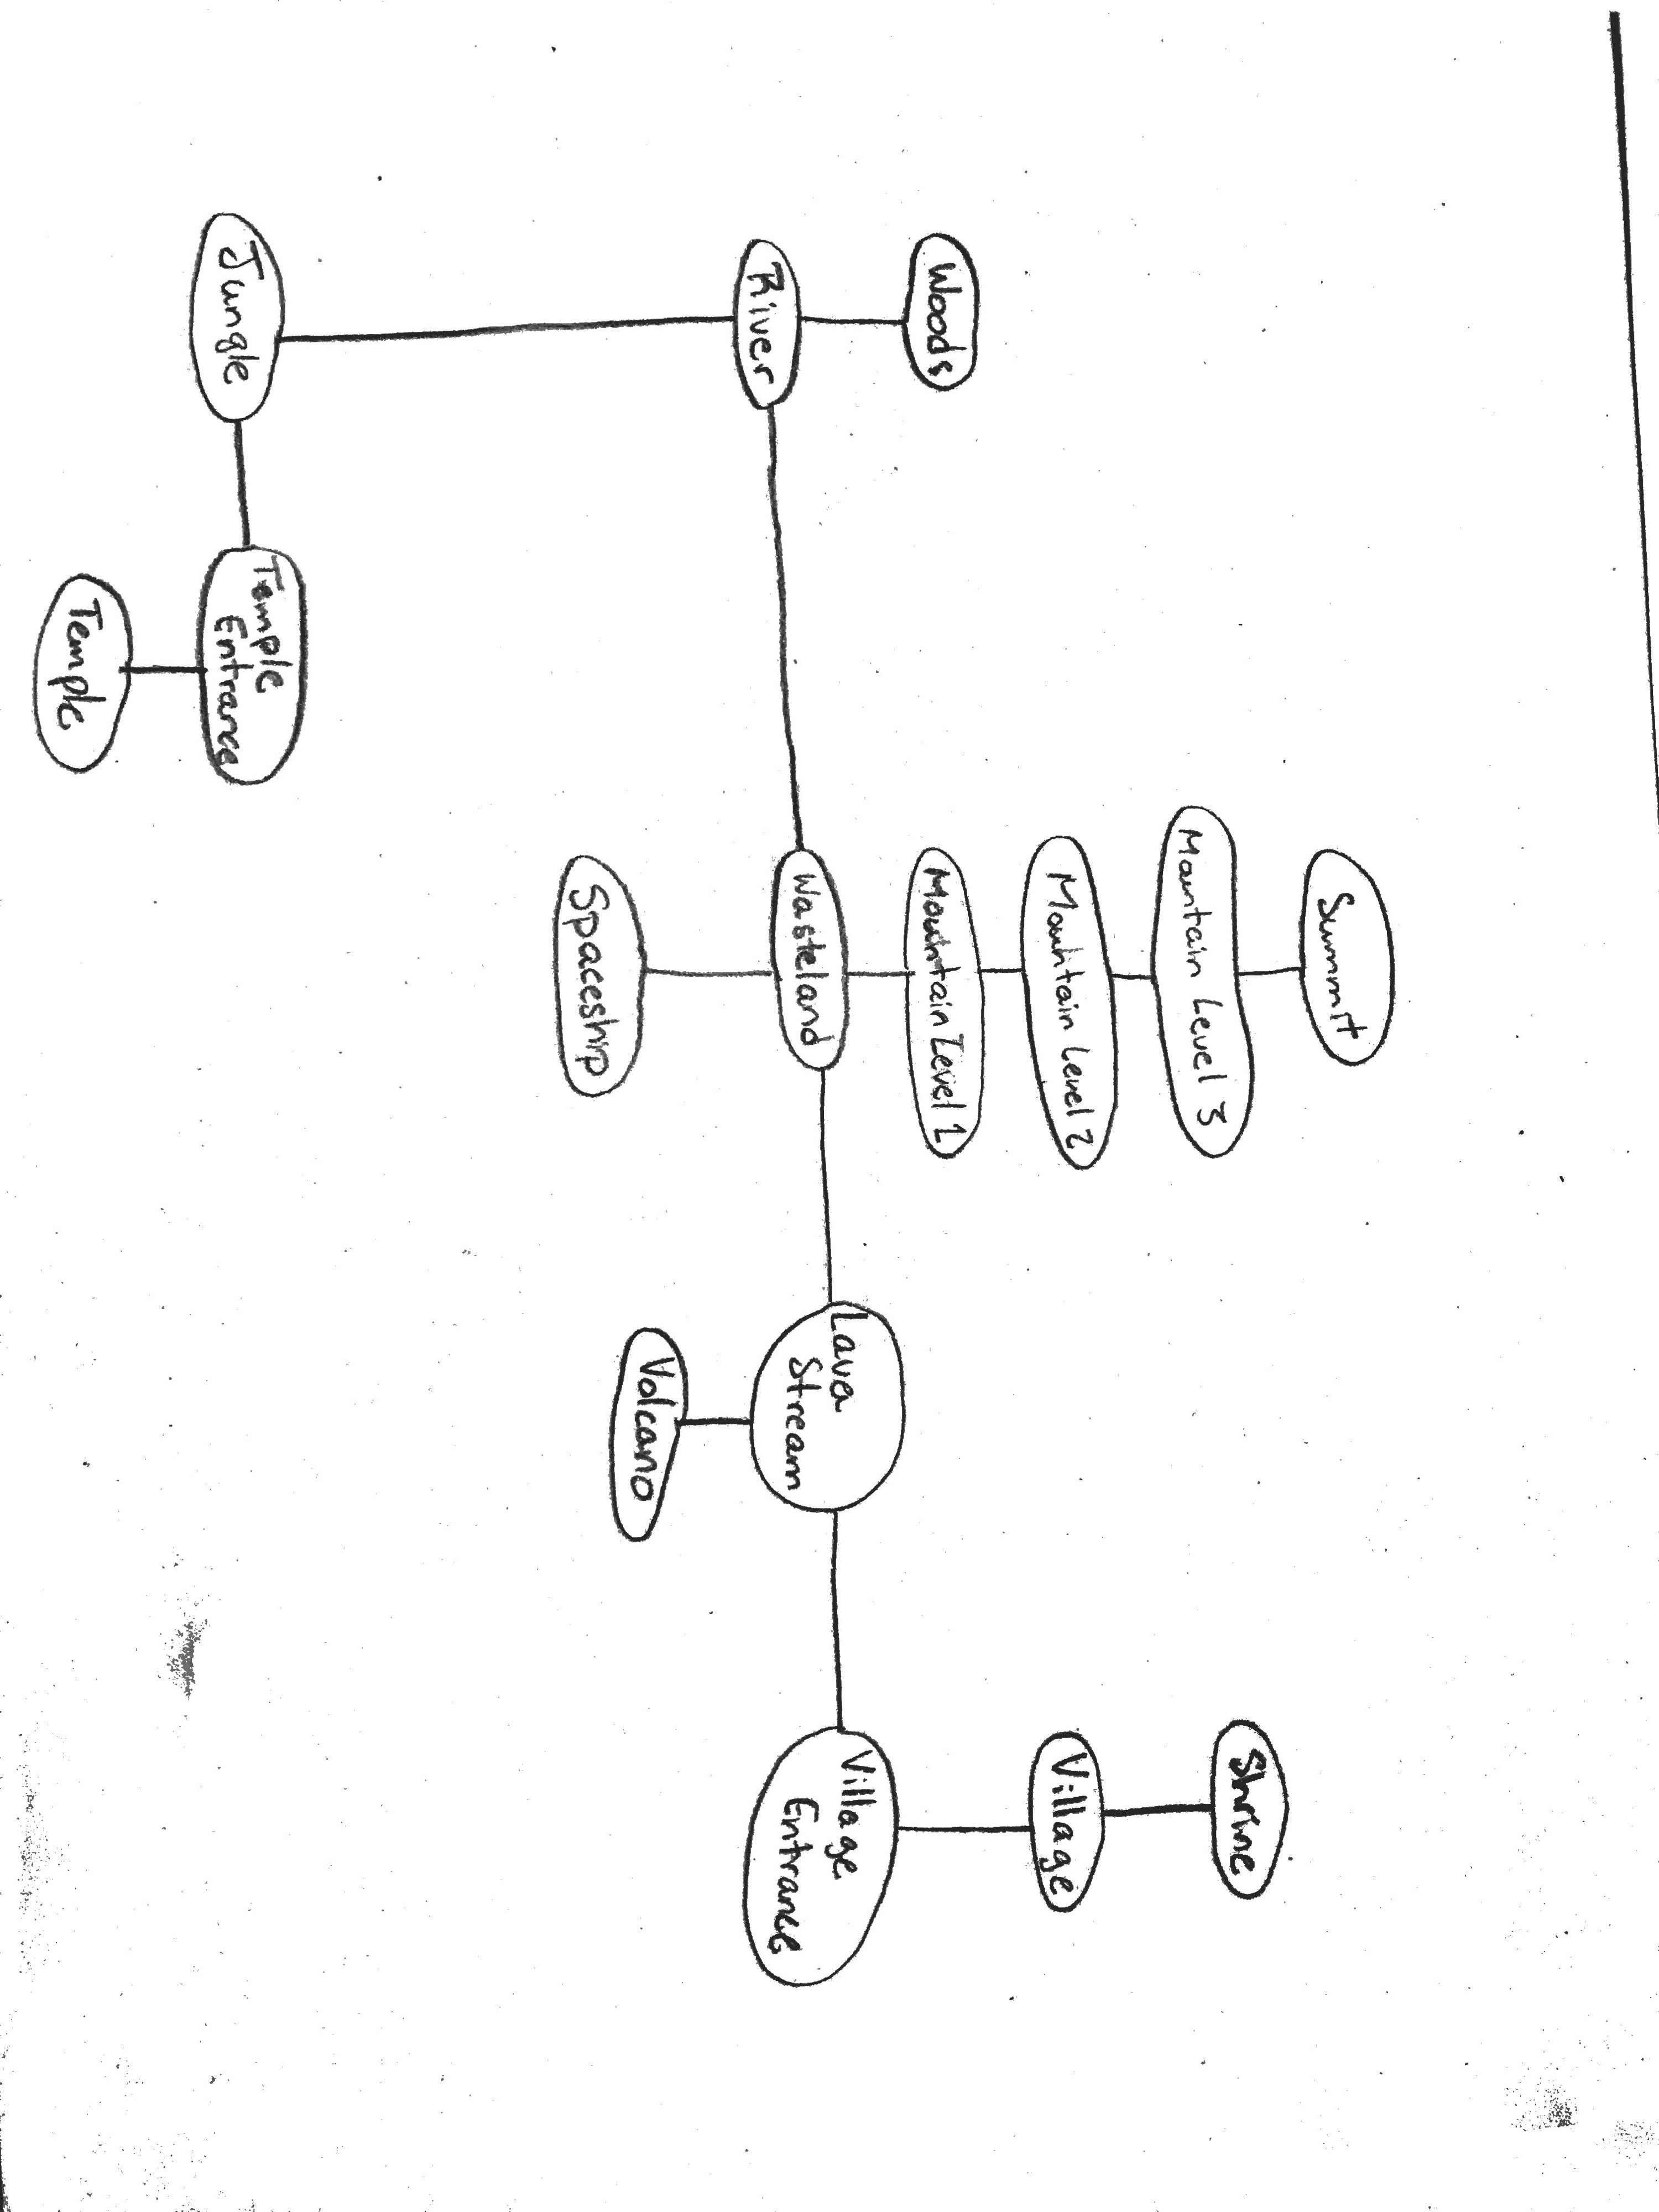 Summit
Shrine
Mountain Level 3
Mountain Level 2
Village
Woods
Mountain Level 1
River
Wasteland
Lava
Stream
Village
Entrance
Volcano
Spaceship
Jungle
Temple
Entrance
Temple